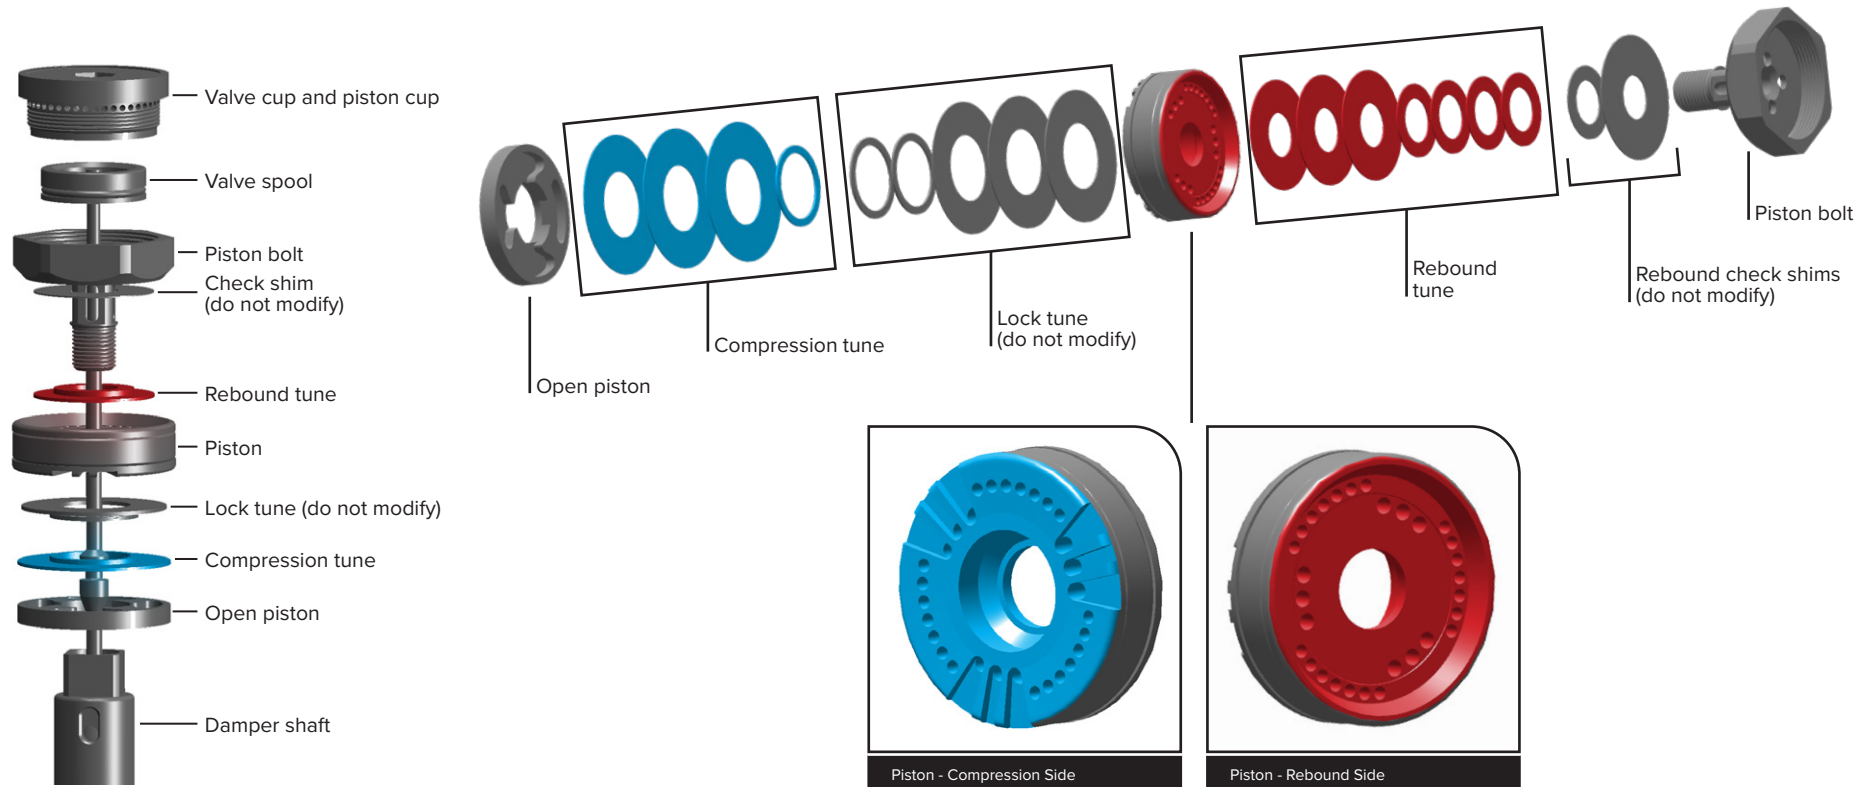 Valve cup and piston cup
Valve spool
Piston bolt
Check shim
(do not modify)
Rebound tune
Piston
Lock tune (do not modify)
Compression tune
Open piston
Damper shaft
Open piston
Compression tune
Lock tune
(do not modify)
Rebound
tune
Rebound check shims
(do not modify)
Piston bolt
Piston - Compression Side
Piston - Rebound Side